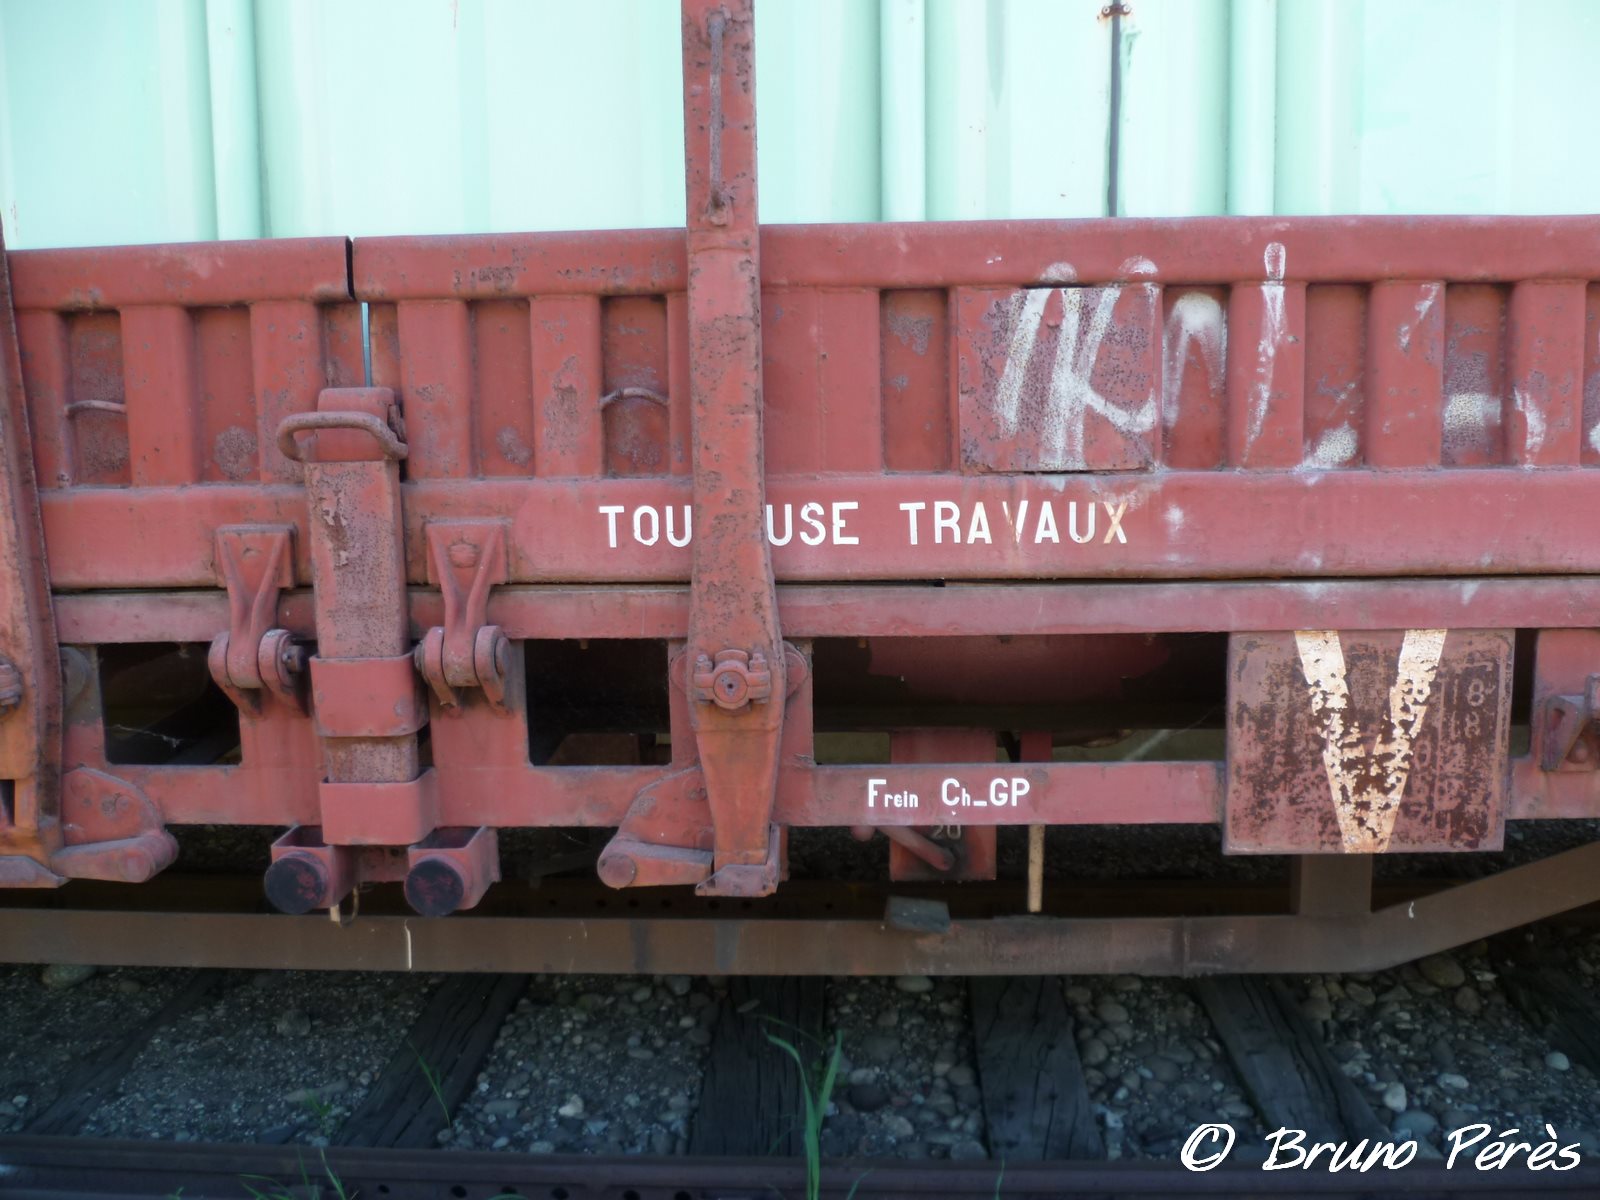 TOU USE TRAVAUX
Frein Ch_GP
20
V
© Bruno Pérès